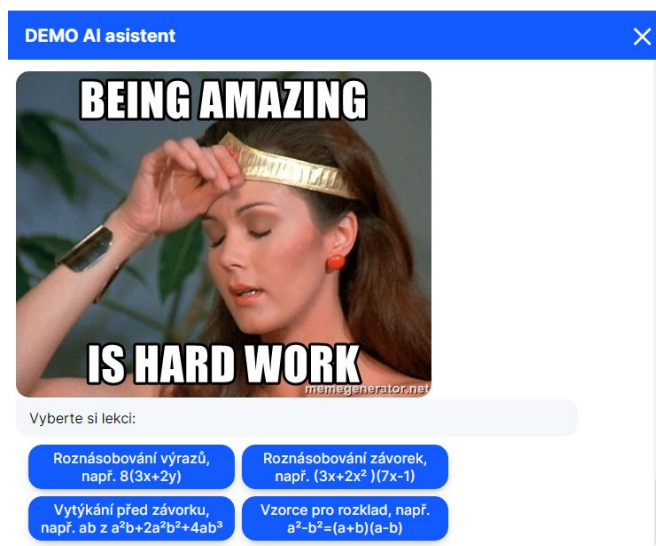 DEMO AI asistent
BEING AMAZING
IS HARD WORK
memegenerator.net
Vyberte si lekci:
Roznásobování výrazů,
např. 8(3x+2y)
Roznásobování závorek,
např. (3x+2x² )(7x-1)
Vytýkání před závorku,
např. ab z a²b+2a²b²+4ab³
Vzorce pro rozklad, např.
a²-b²=(a+b)(a-b)